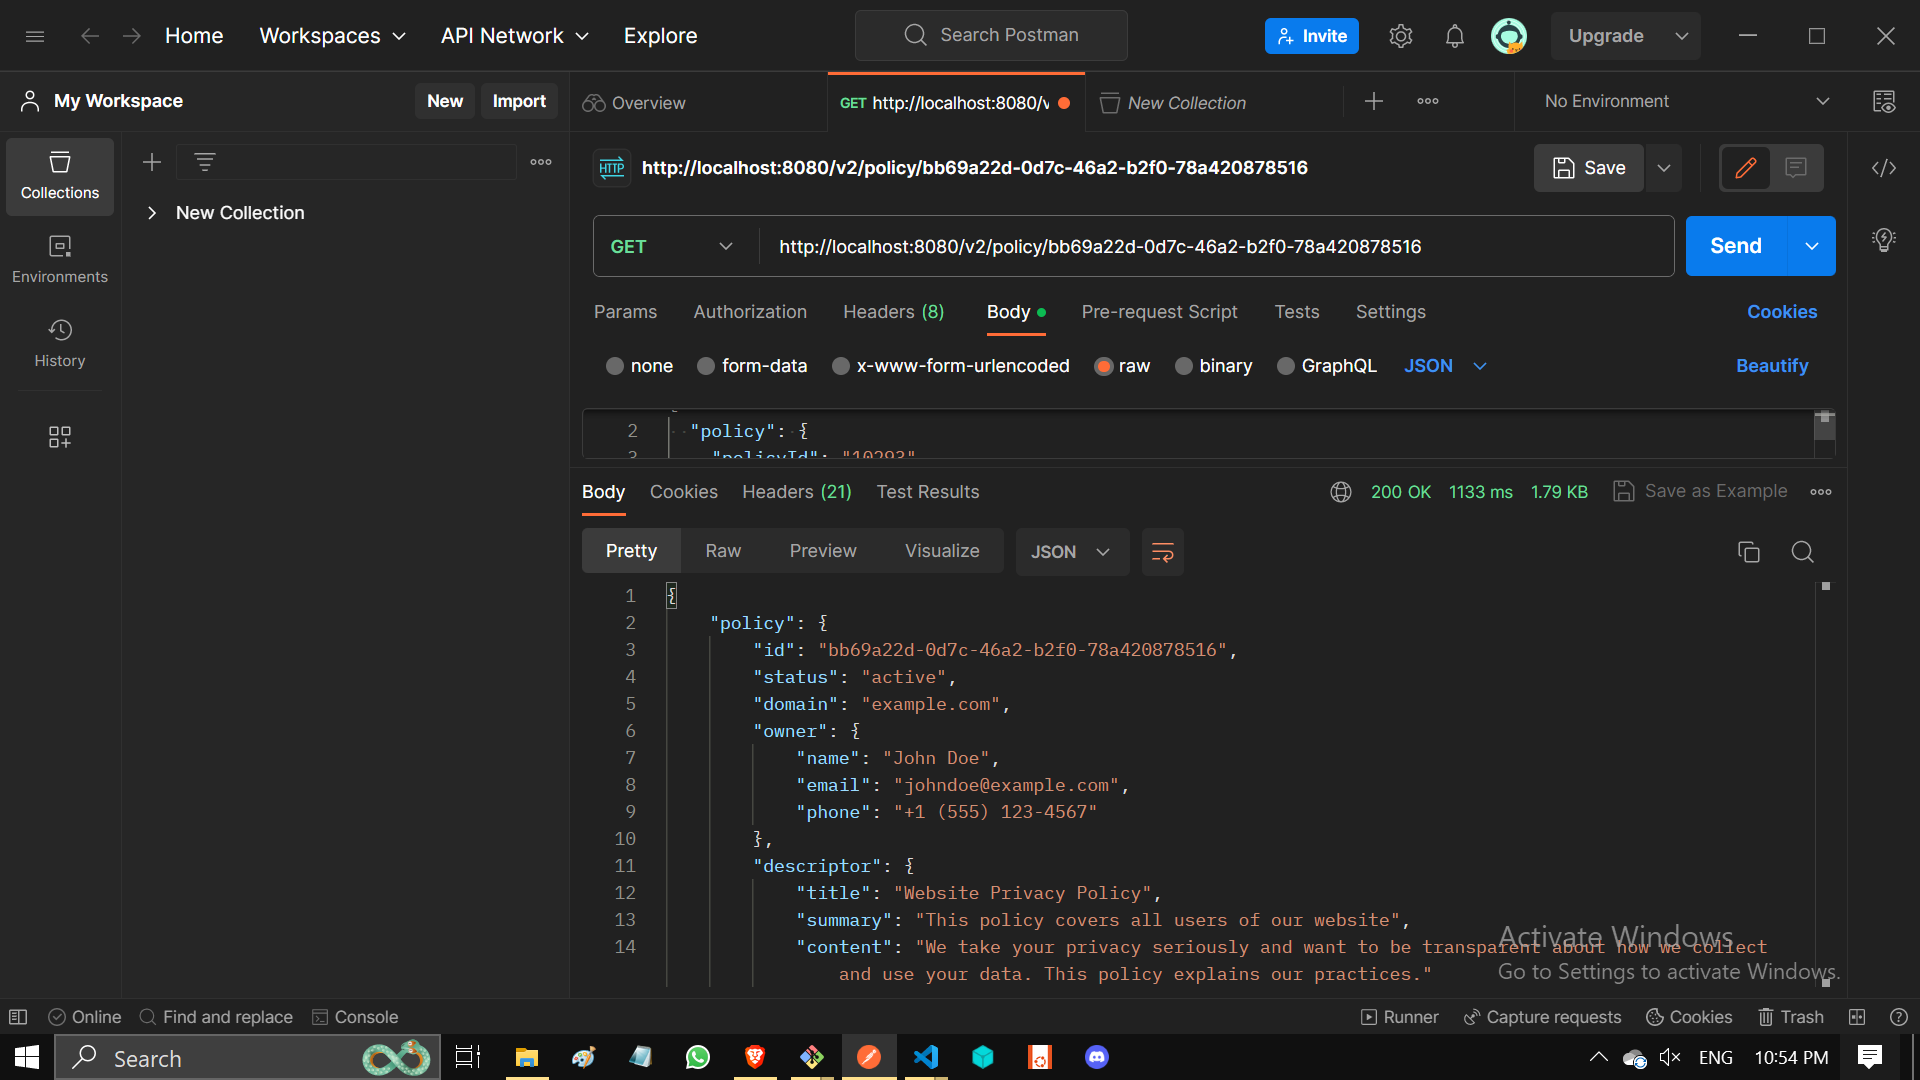 Home
Workspaces
API Network
Explore
Search Postman
Invite
Upgrade
My Workspace
New
Import
Overview
GET http://localhost:8080/v
New Collection
No Environment
Collections
Environments
History
New Collection
HTTP
http://localhost:8080/v2/policy/bb69a22d-0d7c-46a2-b2f0-78a420878516
Save
GET
http://localhost:8080/v2/policy/bb69a22d-0d7c-46a2-b2f0-78a420878516
Send
Params
Authorization
Headers (8)
Body
Pre-request Script
Tests
Settings
Cookies
none
form-data
x-www-form-urlencoded
raw
binary
GraphQL
JSON
Beautify
2 "policy": {
3 "policyId": "10293"
Body
Cookies
Headers (21)
Test Results
200 OK
1133 ms
1.79 KB
Save as Example
Pretty
Raw
Preview
Visualize
JSON
1 {
2 "policy": {
3 "id": "bb69a22d-0d7c-46a2-b2f0-78a420878516",
4 "status": "active",
5 "domain": "example.com",
6 "owner": {
7 "name": "John Doe",
8 "email": "johndoe@example.com",
9 "phone": "+1 (555) 123-4567"
10 },
11 "descriptor": {
12 "title": "Website Privacy Policy",
13 "summary": "This policy covers all users of our website",
14 "content": "We take your privacy seriously and want to be transparent about how we collect
and use your data. This policy explains our practices."
Activate Windows
Go to Settings to activate Windows.
Online
Find and replace
Console
Runner
Capture requests
Cookies
Trash
Search
ENG
10:54 PM